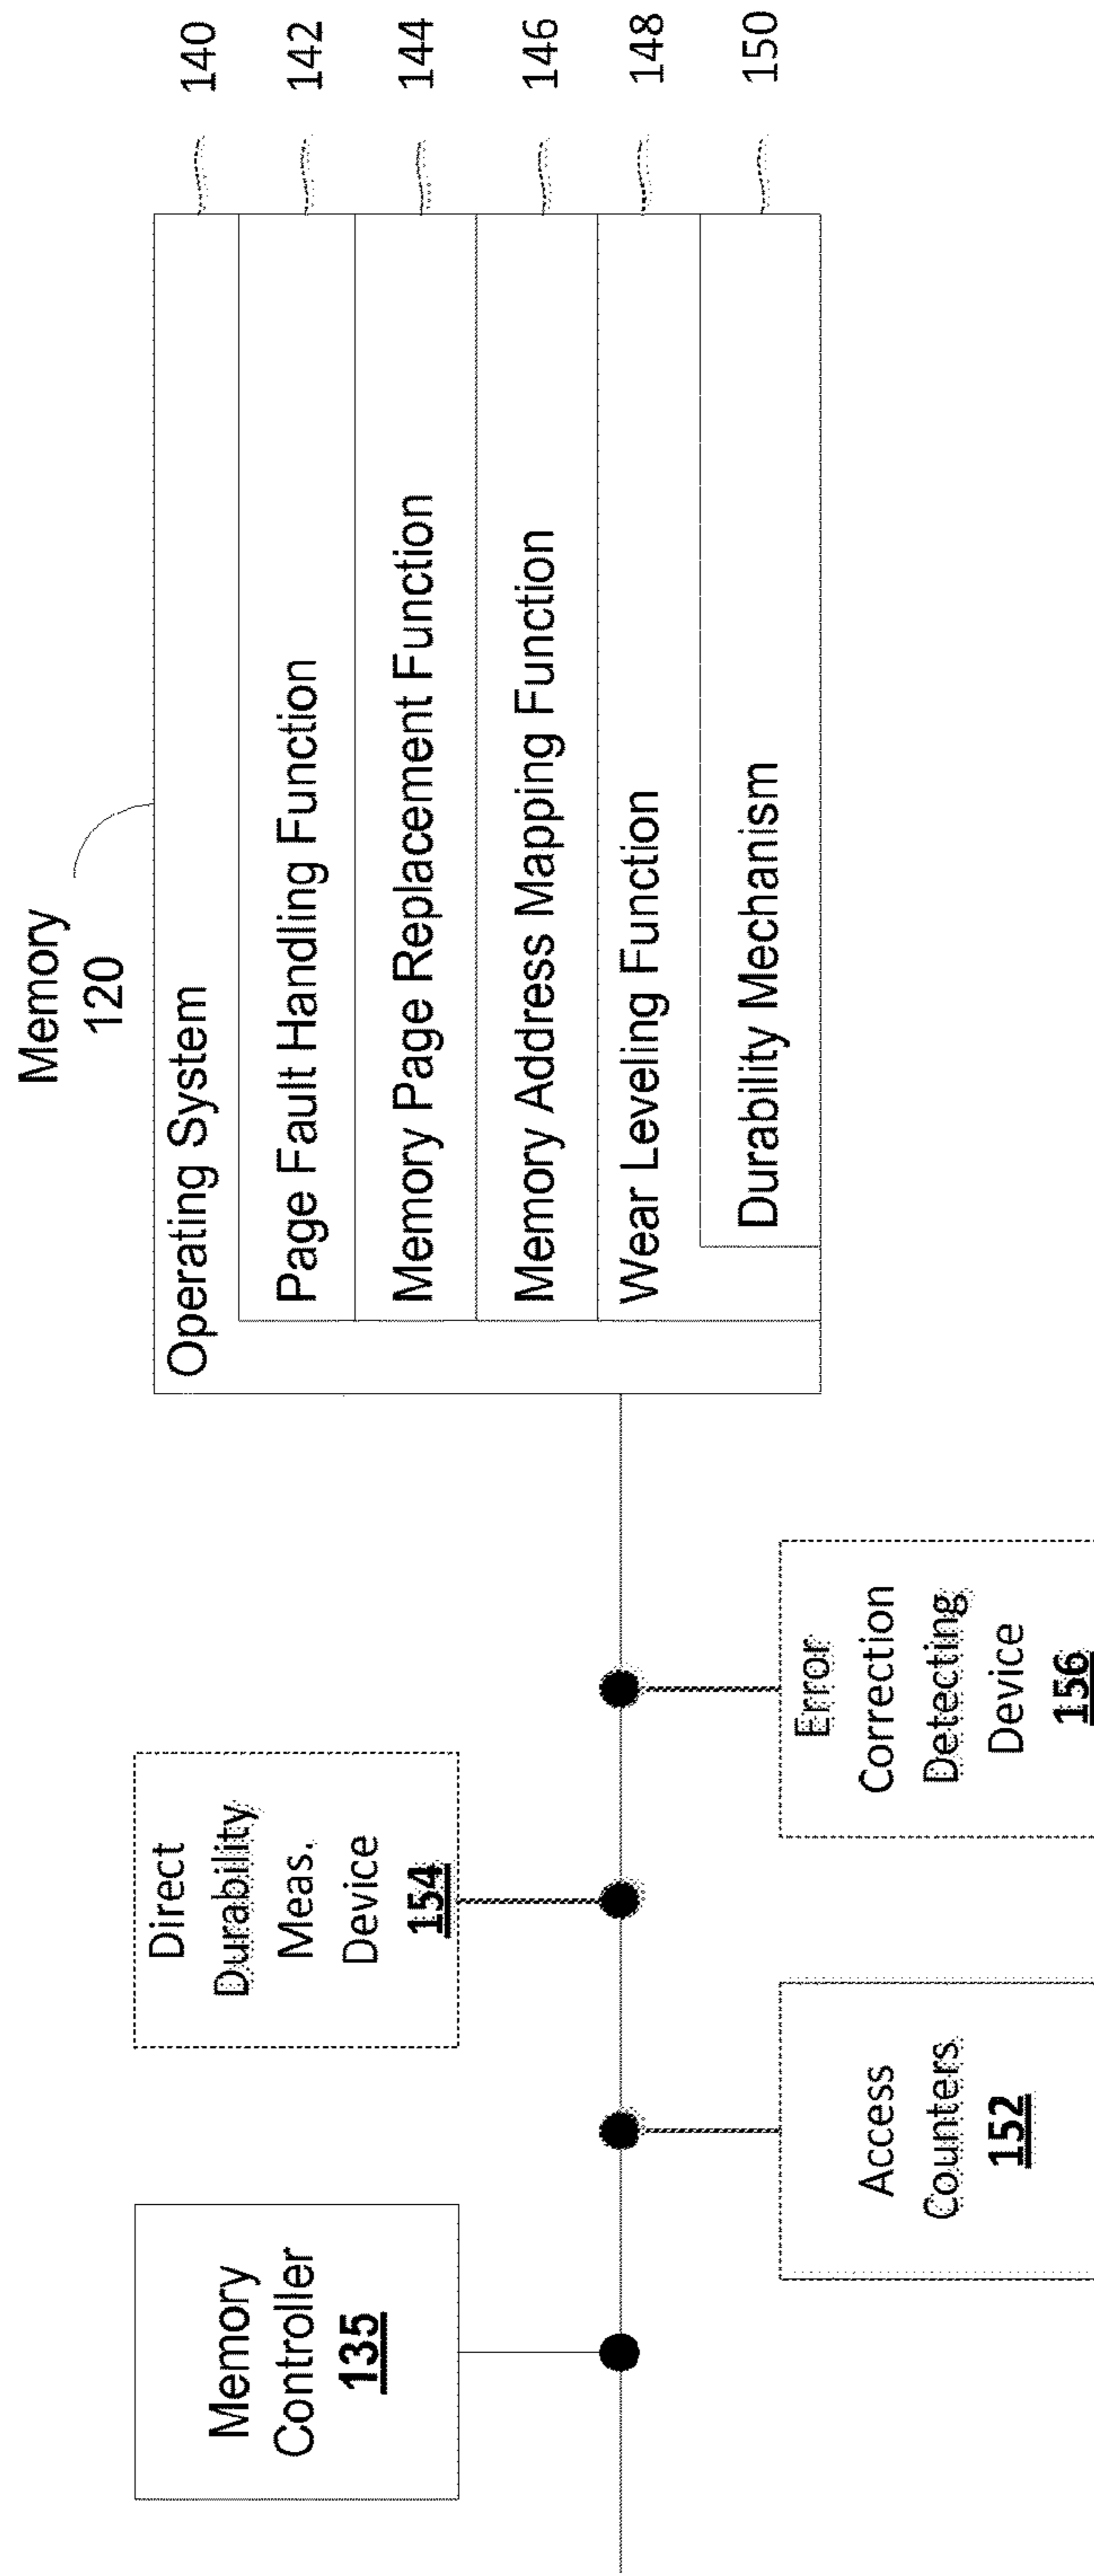 Memory
120
Operating System
140
Page Fault Handling Function
142
Memory Page Replacement Function
144
Memory Address Mapping Function
146
Wear Leveling Function
148
Durability Mechanism
150
Memory
Controller
135
Direct
Durability
Meas.
Device
154
Access
Counters
152
Error
Correction
Detecting
Device
156